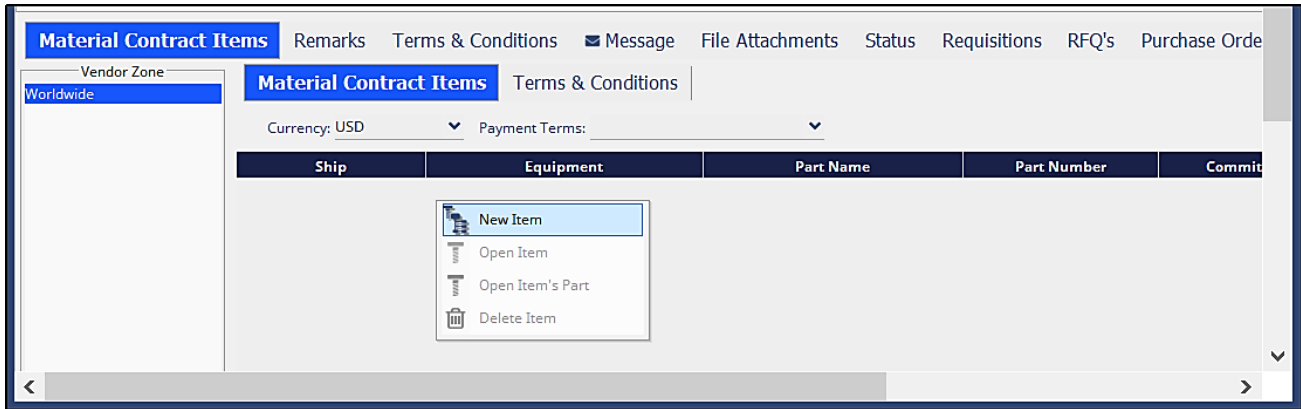 Material Contract Items Remarks Terms & Conditions Message File Attachments Status Requisitions RFQ's Purchase Orde
Vendor Zone
Worldwide
Material Contract Items Terms & Conditions
Currency: USD Payment Terms:
Ship Equipment Part Name Part Number Commit
New Item
Open Item
Open Item's Part
Delete Item